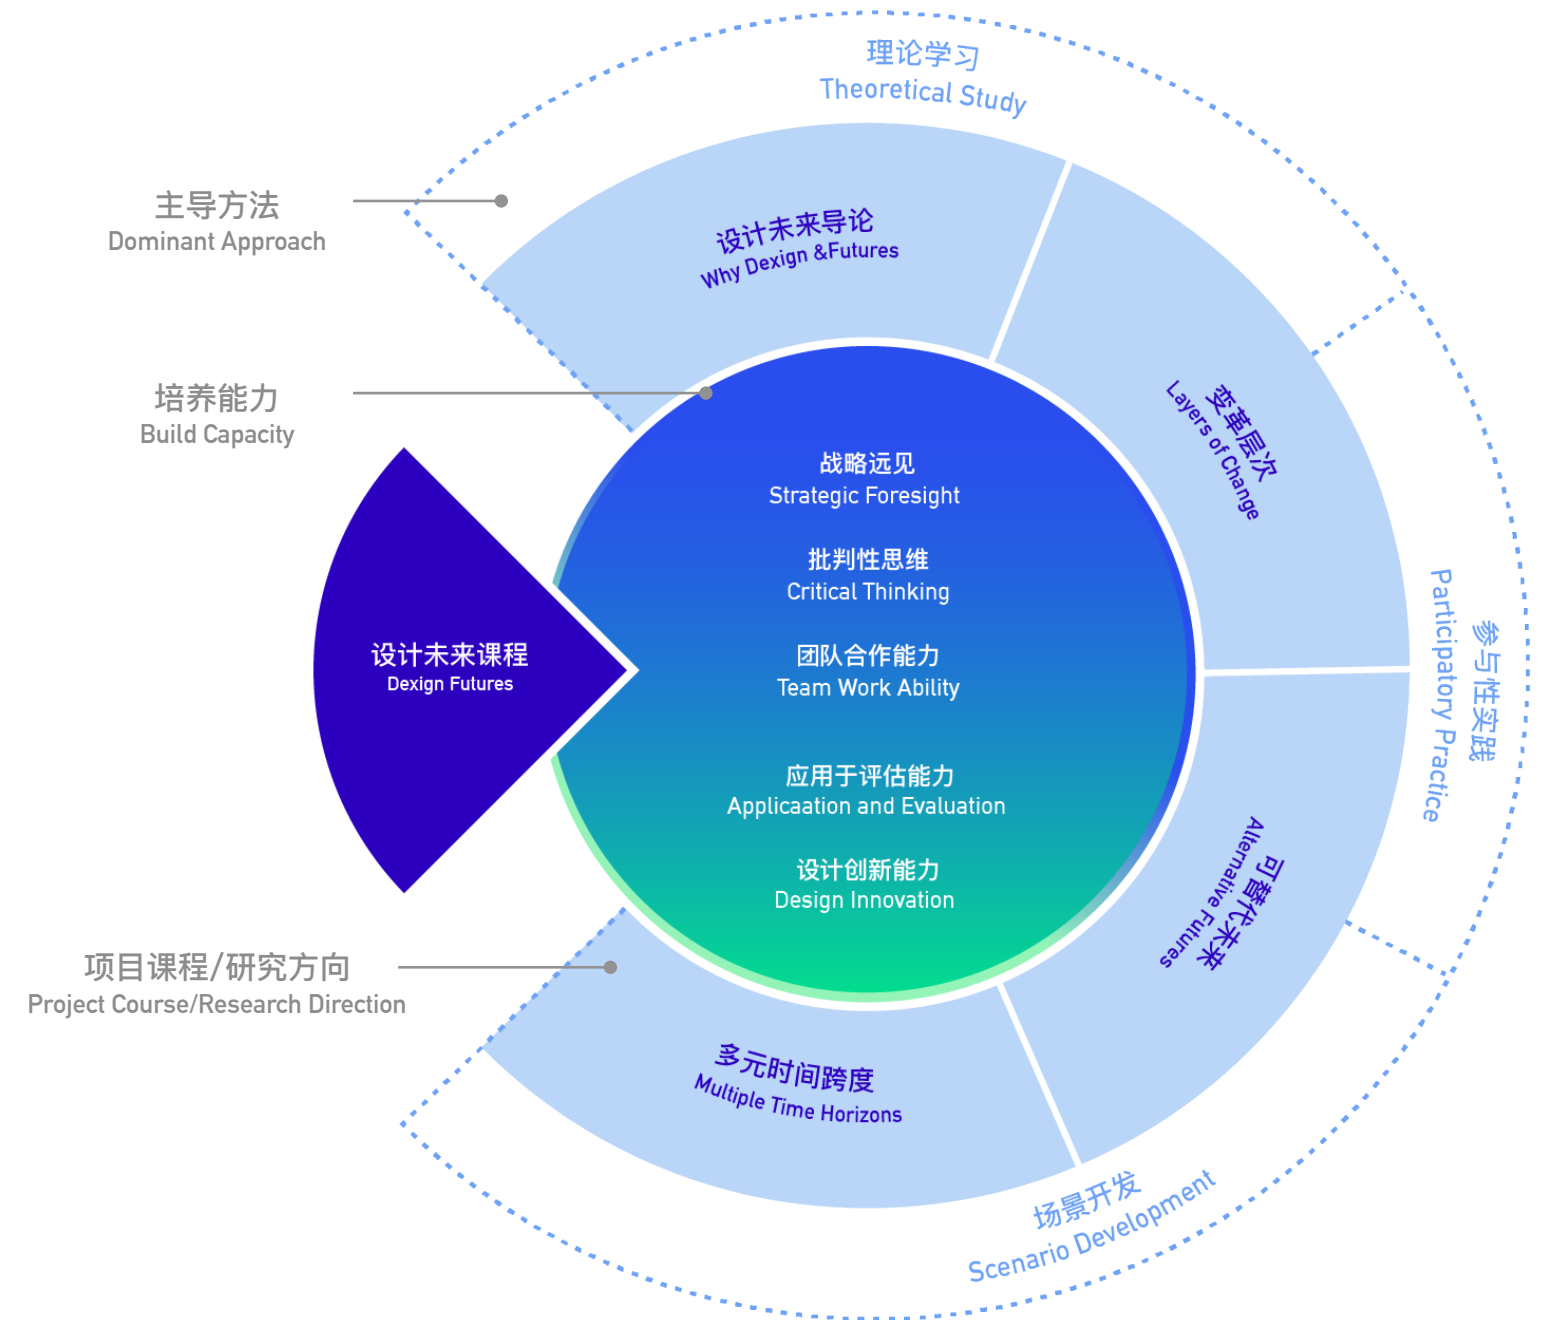 理论学习
Theoretical Study
主导方法
Dominant Approach
设计未来导论
Why Dexign &Futures
培养能力
Build Capacity
变革层次
Layers of Change
战略远见
Strategic Foresight
批判性思维
Critical Thinking
团队合作能力
Team Work Ability
应用于评估能力
Applicaation and Evaluation
设计创新能力
Design Innovation
设计未来课程
Dexign Futures
参与性实践
Participatory Practice
可替代未来
Alternative Futures
项目课程/研究方向
Project Course/Research Direction
多元时间跨度
Multiple Time Horizons
场景开发
Scenario Development